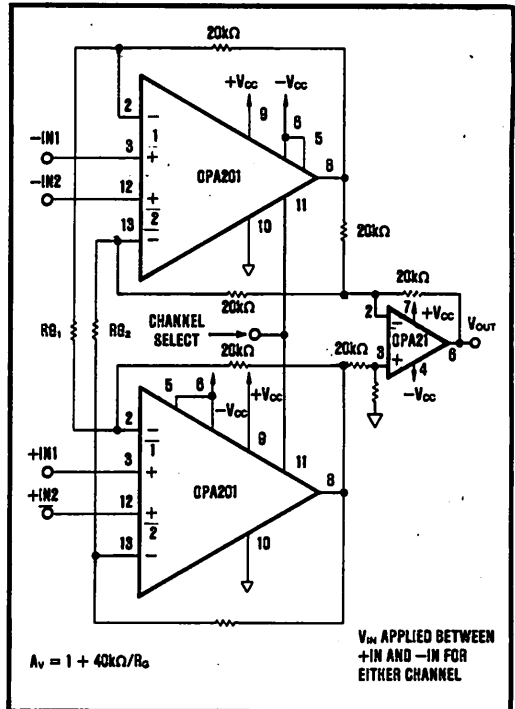 20kΩ
+VCC
-VCC
2
9
6
5
-
1
-IN1
3
+
OPA201
8
-IN2
12
+
2
11
13
-
10
20kΩ
20kΩ
20kΩ
7
+VCC
2
-
RG1
RG2
CHANNEL
SELECT
OPA21
VOUT
20kΩ
20kΩ
3
+
6
4
-VCC
5
6
-VCC
+VCC
2
-
1
9
+IN1
3
+
11
8
OPA201
+IN2
12
+
2
13
-
10
AV = 1 + 40kΩ/RG
VIN APPLIED BETWEEN
+IN AND -IN FOR
EITHER CHANNEL